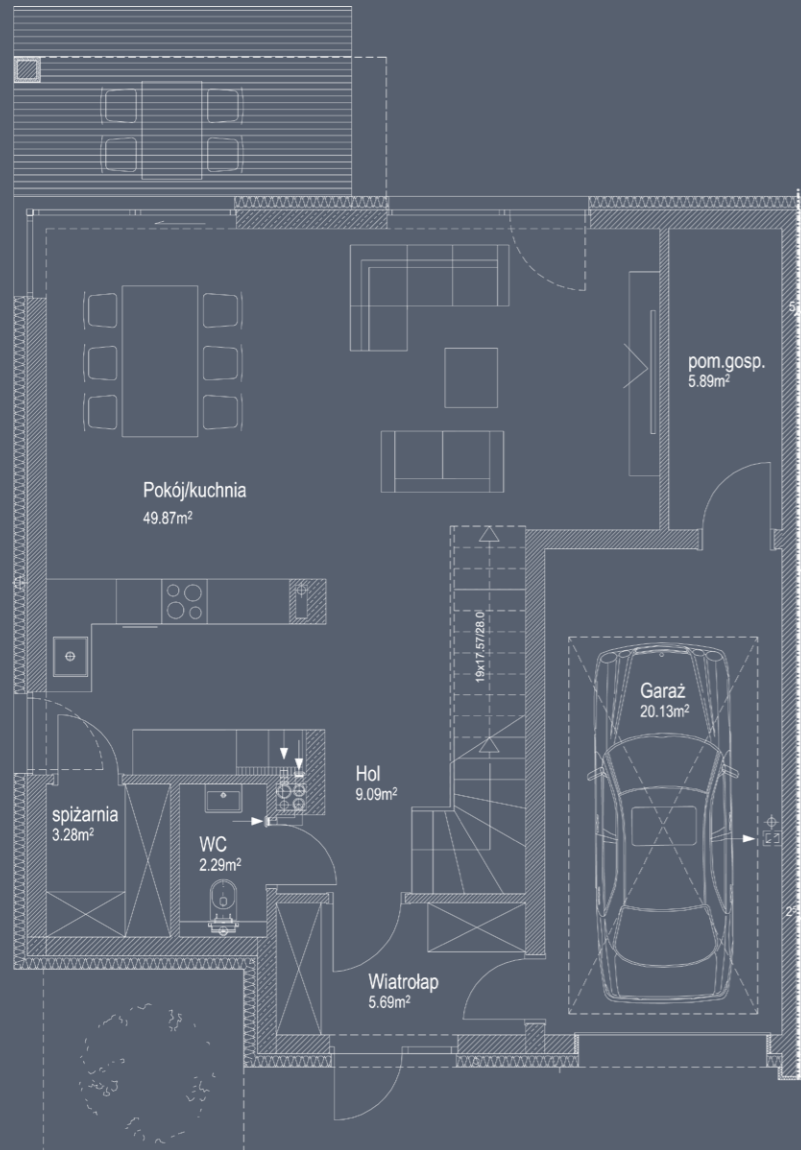 pom.gosp.
5.89m²
Pokój/kuchnia
49.87m²
19x17.57/28.0
Garaż
20.13m²
Hol
9.09m²
spiżarnia
3.28m²
WC
2.29m²
Wiatrołap
5.69m²